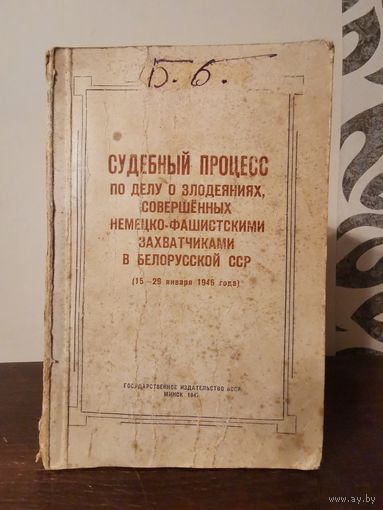 Б. б.
СУДЕБНЫЙ ПРОЦЕСС
ПО ДЕЛУ О ЗЛОДЕЯНИЯХ,
СОВЕРШЁННЫХ
НЕМЕЦКО-ФАШИСТСКИМИ
ЗАХВАТЧИКАМИ
В БЕЛОРУССКОЙ ССР
(15—29 января 1946 года)
ГОСУДАРСТВЕННОЕ ИЗДАТЕЛЬСТВО БССР
МИНСК 1947
www.ay.by